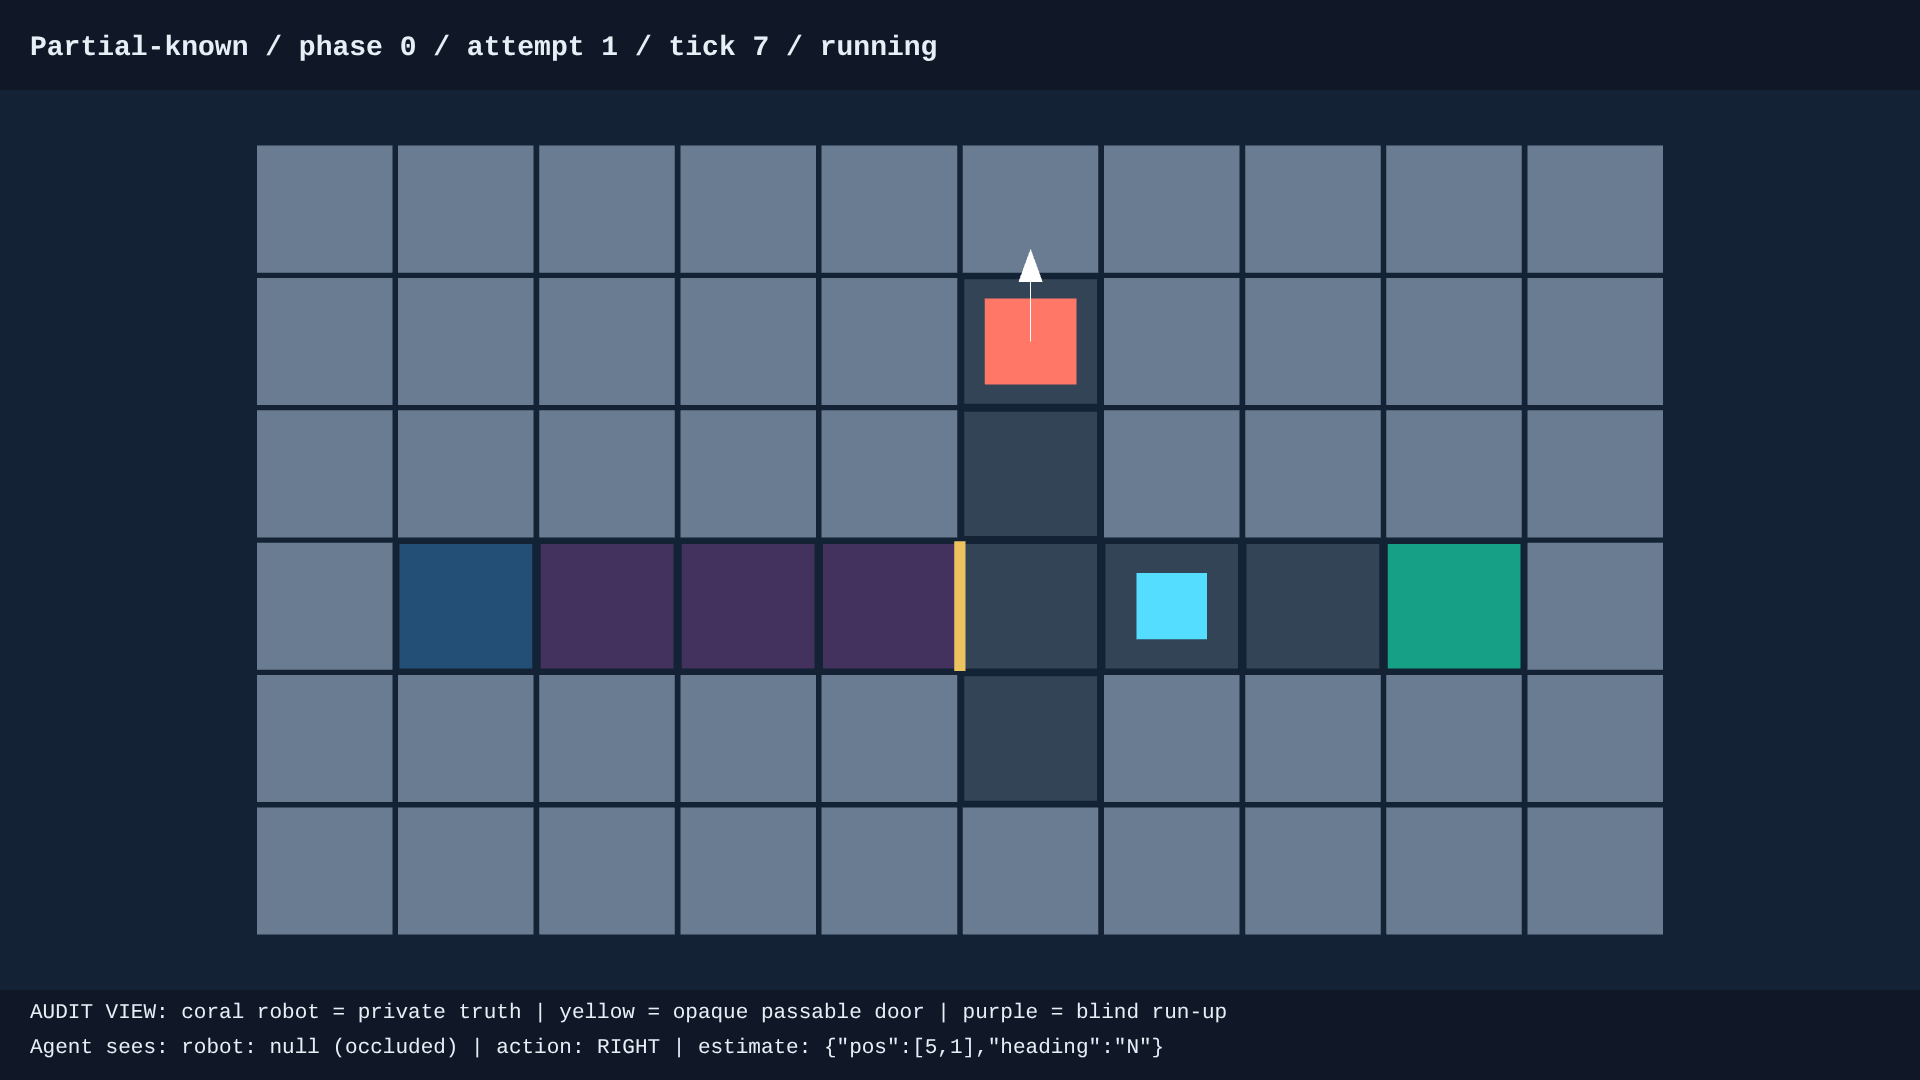 Partial-known / phase 0 / attempt 1 / tick 7 / running
AUDIT VIEW: coral robot = private truth | yellow = opaque passable door | purple = blind run-up
Agent sees: robot: null (occluded) | action: RIGHT | estimate: {"pos":[5,1],"heading":"N"}